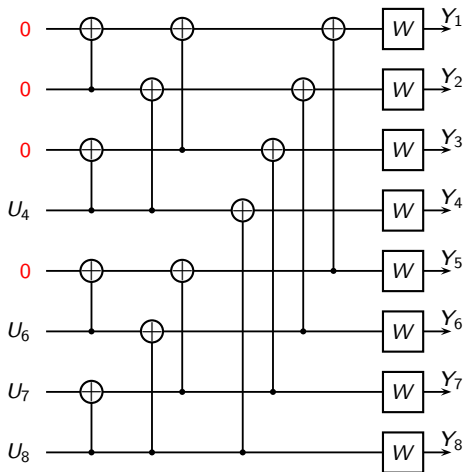 0 W Y1
0 W Y2
0 W Y3
U4 W Y4
0 W Y5
U6 W Y6
U7 W Y7
U8 W Y8